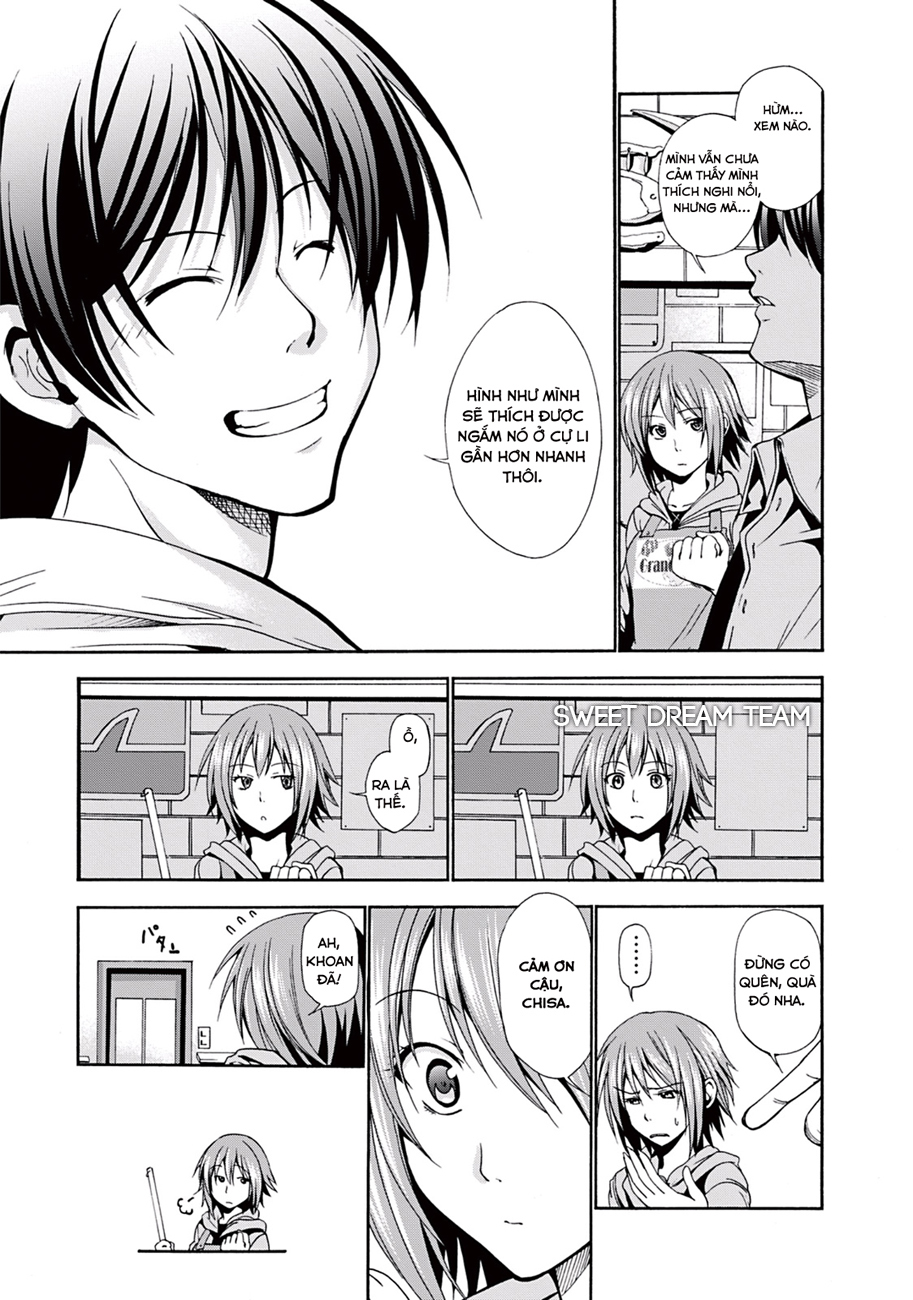 HỪM...
XEM NÀO.
MÌNH VẪN CHƯA
CẢM THẤY MÌNH
THÍCH NGHI NỔI,
NHƯNG MÀ...
Gran
HÌNH NHƯ MÌNH
SẼ THÍCH ĐƯỢC
NGẮM NÓ Ở CỰ LI
GẦN HƠN NHANH
THÔI.
SWEET DREAM TEAM
Ồ,
RA LÀ
THẾ.
ĐỪNG CÓ
QUÊN, QUẢ
ĐÓ NHA.
......
CẢM ƠN
CẬU,
CHISA.
AH,
KHOAN
ĐÃ!
パタン